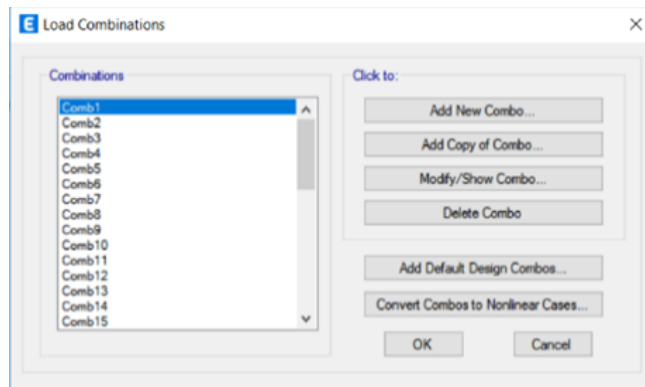 E Load Combinations
Combinations
Comb1
Comb2
Comb3
Comb4
Comb5
Comb6
Comb7
Comb8
Comb9
Comb10
Comb11
Comb12
Comb13
Comb14
Comb15
Click to:
Add New Combo...
Add Copy of Combo...
Modify/Show Combo...
Delete Combo
Add Default Design Combos...
Convert Combos to Nonlinear Cases...
OK
Cancel